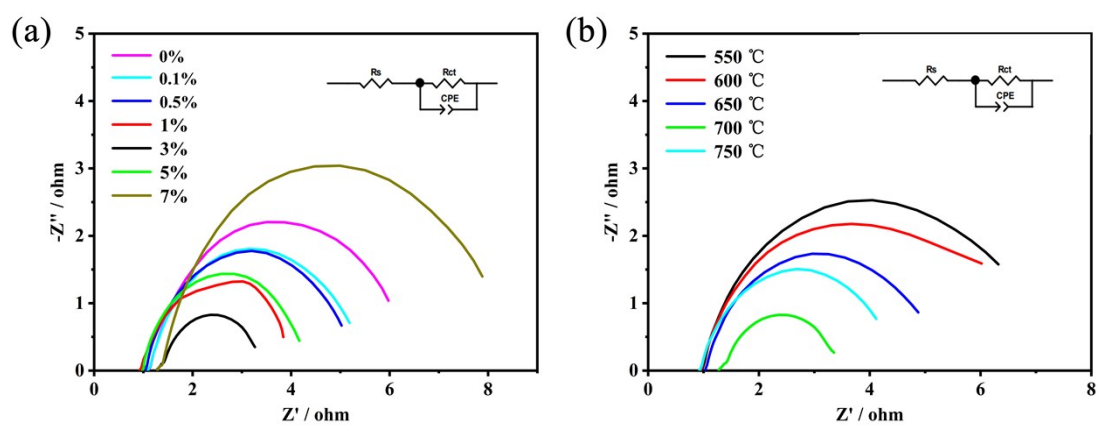 (a)
5
4
3
2
1
0
-Z'' / ohm
0%
0.1%
0.5%
1%
3%
5%
7%
Rs
Rct
CPE
0 2 4 6 8
Z' / ohm
(b)
5
4
3
2
1
0
-Z'' / ohm
550 ℃
600 ℃
650 ℃
700 ℃
750 ℃
Rs
Rct
CPE
0 2 4 6 8
Z' / ohm